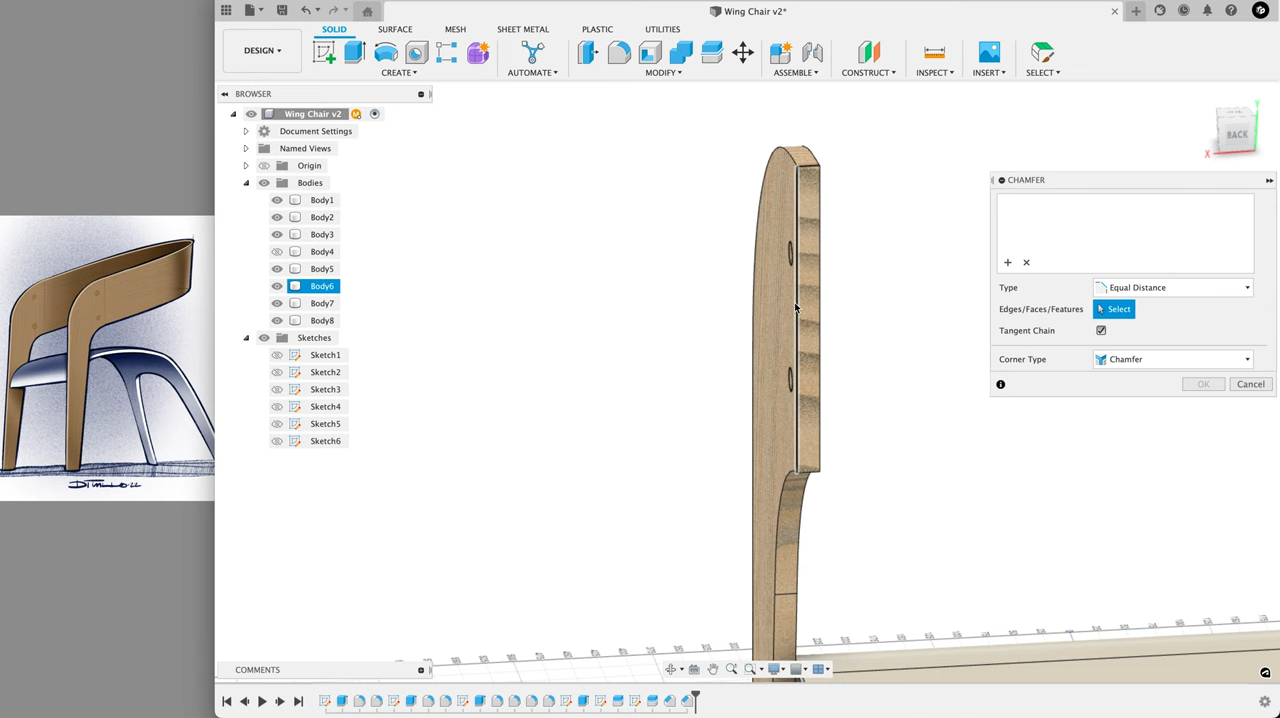 Wing Chair v2*
DESIGN
SOLID
SURFACE
MESH
SHEET METAL
PLASTIC
UTILITIES
CREATE
AUTOMATE
MODIFY
ASSEMBLE
CONSTRUCT
INSPECT
INSERT
SELECT
BROWSER
Wing Chair v2
Document Settings
Named Views
Origin
Bodies
Body1
Body2
Body3
Body4
Body5
Body6
Body7
Body8
Sketches
Sketch1
Sketch2
Sketch3
Sketch4
Sketch5
Sketch6
BACK
X
Y
CHAMFER
Type
Equal Distance
Edges/Faces/Features
Select
Tangent Chain
Corner Type
Chamfer
OK
Cancel
COMMENTS